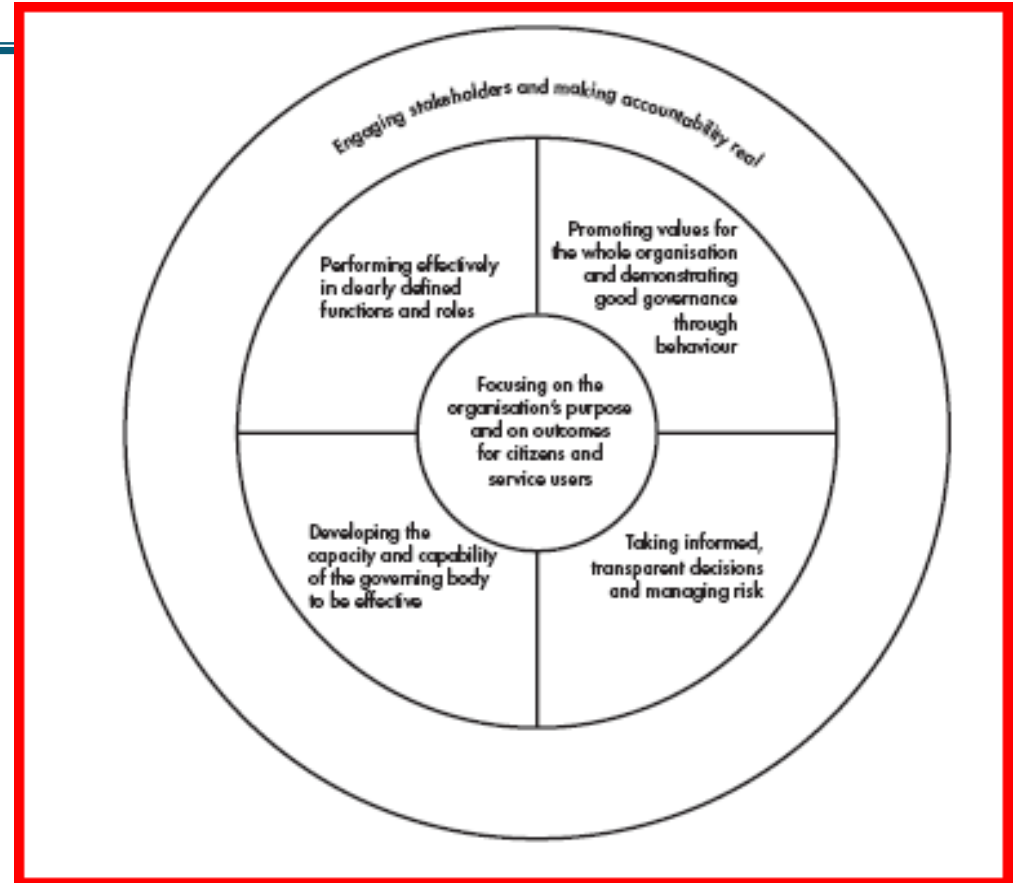 Engaging stakeholders and making accountability real
Performing effectively
in clearly defined
functions and roles
Promoting values for
the whole organisation
and demonstrating
good governance
through
behaviour
Focusing on the
organisation's purpose
and on outcomes
for citizens and
service users
Developing the
capacity and capability
of the governing body
to be effective
Taking informed,
transparent decisions
and managing risk